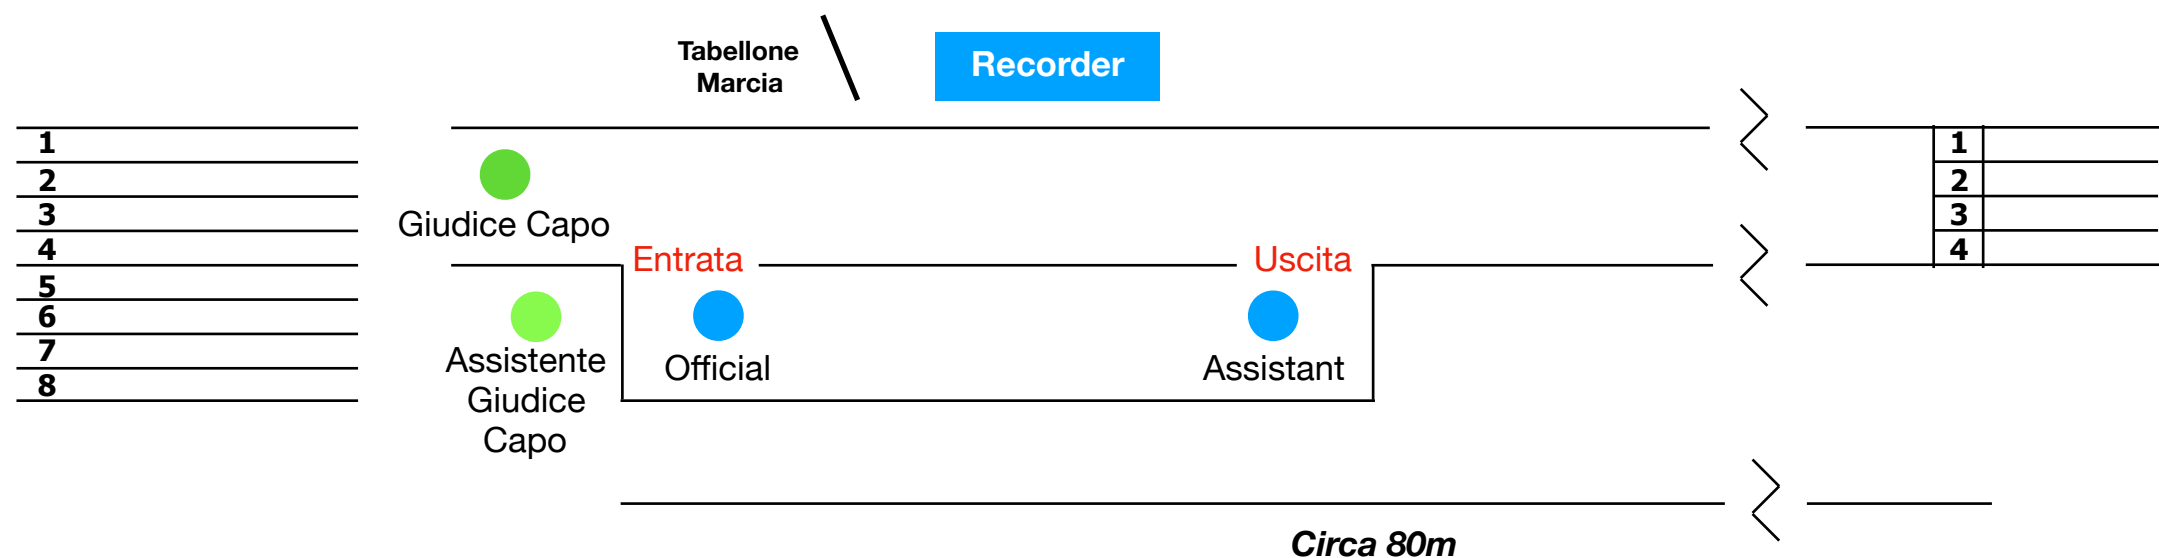 Tabellone
Marcia
Recorder
1
2
3
4
5
6
7
8
Giudice Capo
Entrata
Uscita
Assistente
Giudice
Capo
Official
Assistant
1
2
3
4
Circa 80m